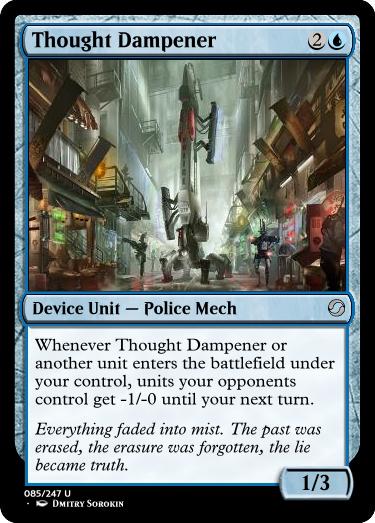 Thought Dampener 2
Device Unit — Police Mech
Whenever Thought Dampener or
another unit enters the battlefield under
your control, units your opponents
control get -1/-0 until your next turn.
Everything faded into mist. The past was
erased, the erasure was forgotten, the lie
became truth.
1/3
085/247 U
· Dmitry Sorokin